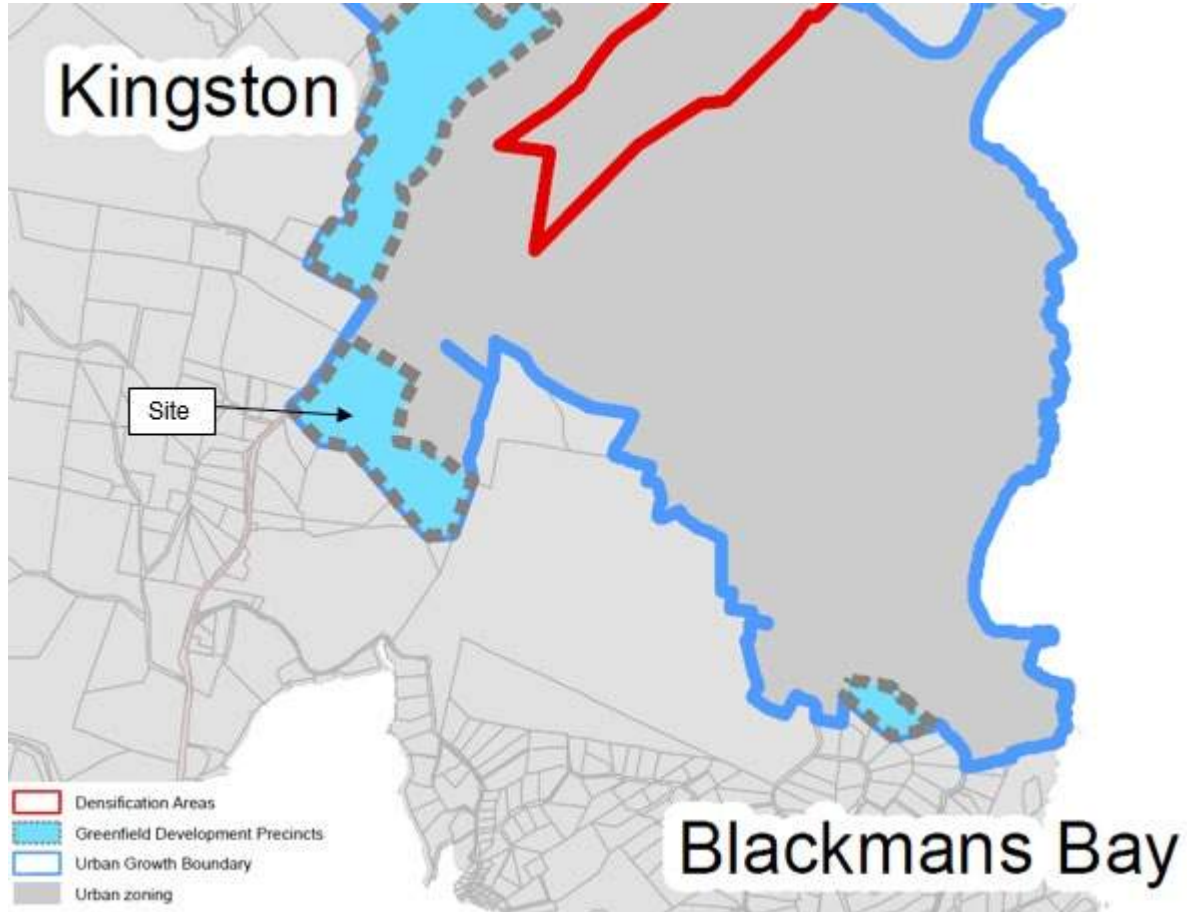 Kingston
Site
Densification Areas
Greenfield Development Precincts
Urban Growth Boundary
Urban zoning
Blackmans Bay